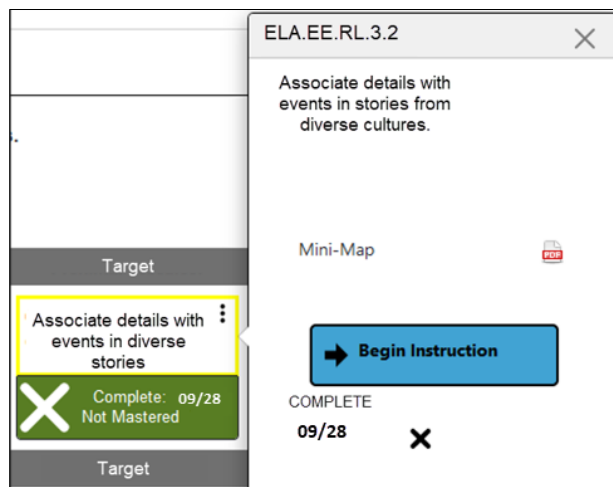 s.
Target
Associate details with
events in diverse
stories
Complete: 09/28
Not Mastered
Target
ELA.EE.RL.3.2
Associate details with
events in stories from
diverse cultures.
Mini-Map
PDF
Begin Instruction
COMPLETE
09/28